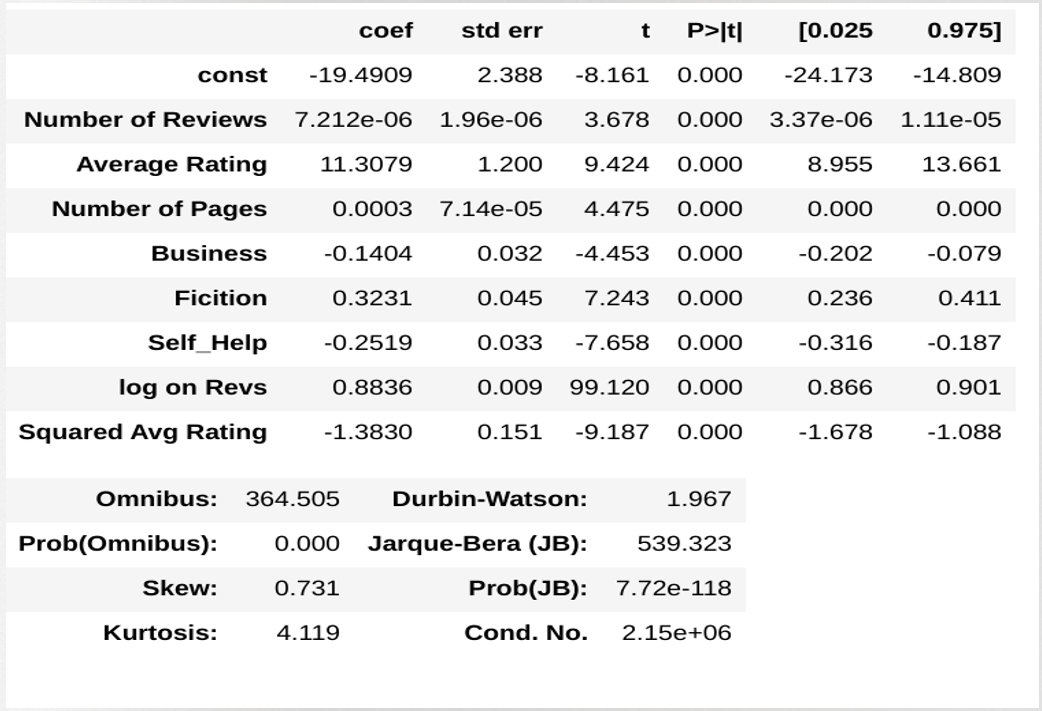 coef std err t P>|t| [0.025 0.975]
const -19.4909 2.388 -8.161 0.000 -24.173 -14.809
Number of Reviews 7.212e-06 1.96e-06 3.678 0.000 3.37e-06 1.11e-05
Average Rating 11.3079 1.200 9.424 0.000 8.955 13.661
Number of Pages 0.0003 7.14e-05 4.475 0.000 0.000 0.000
Business -0.1404 0.032 -4.453 0.000 -0.202 -0.079
Ficition 0.3231 0.045 7.243 0.000 0.236 0.411
Self_Help -0.2519 0.033 -7.658 0.000 -0.316 -0.187
log on Revs 0.8836 0.009 99.120 0.000 0.866 0.901
Squared Avg Rating -1.3830 0.151 -9.187 0.000 -1.678 -1.088
Omnibus: 364.505 Durbin-Watson: 1.967
Prob(Omnibus): 0.000 Jarque-Bera (JB): 539.323
Skew: 0.731 Prob(JB): 7.72e-118
Kurtosis: 4.119 Cond. No. 2.15e+06